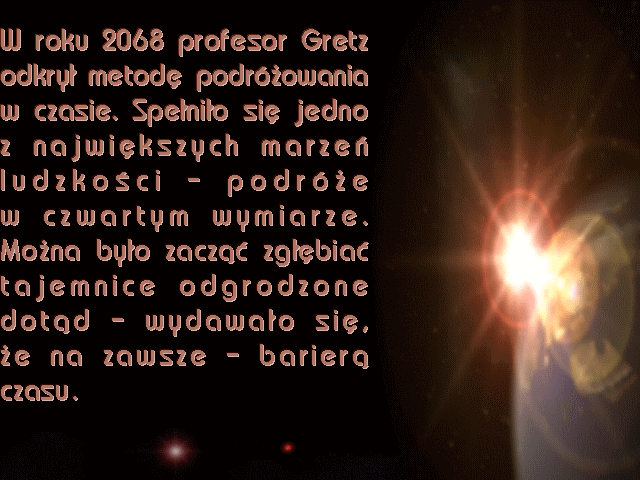 W roku 2068 profesor Gretz
odkrył metodę podróżowania
w czasie. Spełniło się jedno
z największych marzeń
ludzkości - podróże
w czwartym wymiarze.
Można było zacząć zgłębiać
tajemnice odgrodzone
dotąd - wydawało się,
że na zawsze - barierą
czasu.